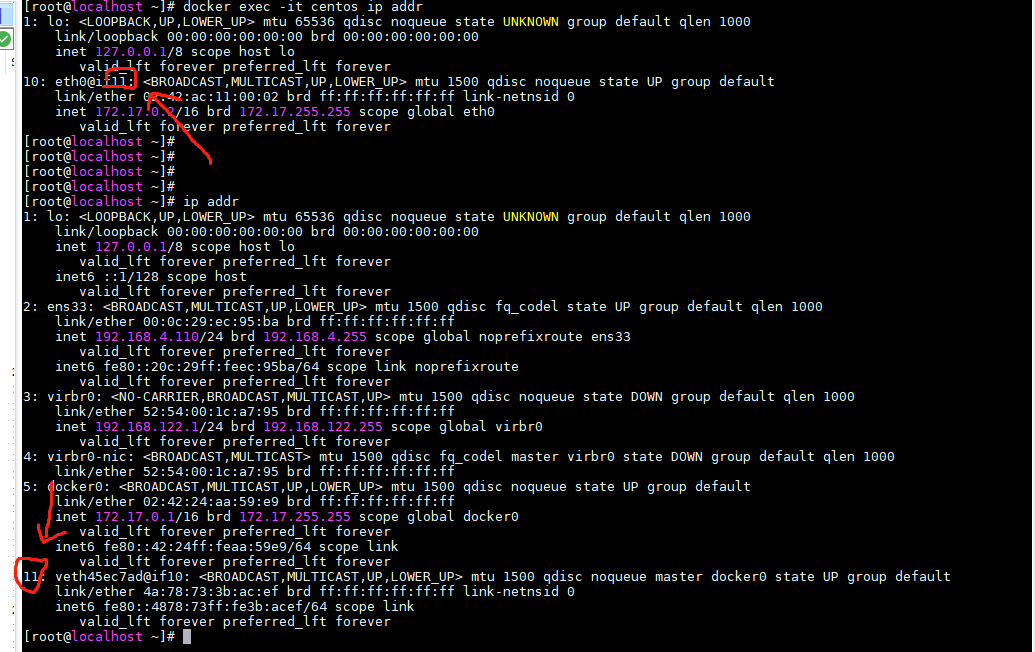 [root@localhost ~]# docker exec -it centos ip addr
1: lo: <LOOPBACK,UP,LOWER_UP> mtu 65536 qdisc noqueue state UNKNOWN group default qlen 1000
    link/loopback 00:00:00:00:00:00 brd 00:00:00:00:00:00
    inet 127.0.0.1/8 scope host lo
       valid_lft forever preferred_lft forever
10: eth0@if11: <BROADCAST,MULTICAST,UP,LOWER_UP> mtu 1500 qdisc noqueue state UP group default
    link/ether 02:42:ac:11:00:02 brd ff:ff:ff:ff:ff:ff link-netnsid 0
    inet 172.17.0.2/16 brd 172.17.255.255 scope global eth0
       valid_lft forever preferred_lft forever
[root@localhost ~]#
[root@localhost ~]#
[root@localhost ~]#
[root@localhost ~]#
[root@localhost ~]# ip addr
1: lo: <LOOPBACK,UP,LOWER_UP> mtu 65536 qdisc noqueue state UNKNOWN group default qlen 1000
    link/loopback 00:00:00:00:00:00 brd 00:00:00:00:00:00
    inet 127.0.0.1/8 scope host lo
       valid_lft forever preferred_lft forever
    inet6 ::1/128 scope host
       valid_lft forever preferred_lft forever
2: ens33: <BROADCAST,MULTICAST,UP,LOWER_UP> mtu 1500 qdisc fq_codel state UP group default qlen 1000
    link/ether 00:0c:29:ec:95:ba brd ff:ff:ff:ff:ff:ff
    inet 192.168.4.110/24 brd 192.168.4.255 scope global noprefixroute ens33
       valid_lft forever preferred_lft forever
    inet6 fe80::20c:29ff:feec:95ba/64 scope link noprefixroute
       valid_lft forever preferred_lft forever
3: virbr0: <NO-CARRIER,BROADCAST,MULTICAST,UP> mtu 1500 qdisc noqueue state DOWN group default qlen 1000
    link/ether 52:54:00:1c:a7:95 brd ff:ff:ff:ff:ff:ff
    inet 192.168.122.1/24 brd 192.168.122.255 scope global virbr0
       valid_lft forever preferred_lft forever
4: virbr0-nic: <BROADCAST,MULTICAST> mtu 1500 qdisc fq_codel master virbr0 state DOWN group default qlen 1000
    link/ether 52:54:00:1c:a7:95 brd ff:ff:ff:ff:ff:ff
5: docker0: <BROADCAST,MULTICAST,UP,LOWER_UP> mtu 1500 qdisc noqueue state UP group default
    link/ether 02:42:24:aa:59:e9 brd ff:ff:ff:ff:ff:ff
    inet 172.17.0.1/16 brd 172.17.255.255 scope global docker0
       valid_lft forever preferred_lft forever
    inet6 fe80::42:24ff:feaa:59e9/64 scope link
       valid_lft forever preferred_lft forever
11: veth45ec7ad@if10: <BROADCAST,MULTICAST,UP,LOWER_UP> mtu 1500 qdisc noqueue master docker0 state UP group default
    link/ether 4a:78:73:3b:ac:ef brd ff:ff:ff:ff:ff:ff link-netnsid 0
    inet6 fe80::4878:73ff:fe3b:acef/64 scope link
       valid_lft forever preferred_lft forever
[root@localhost ~]#